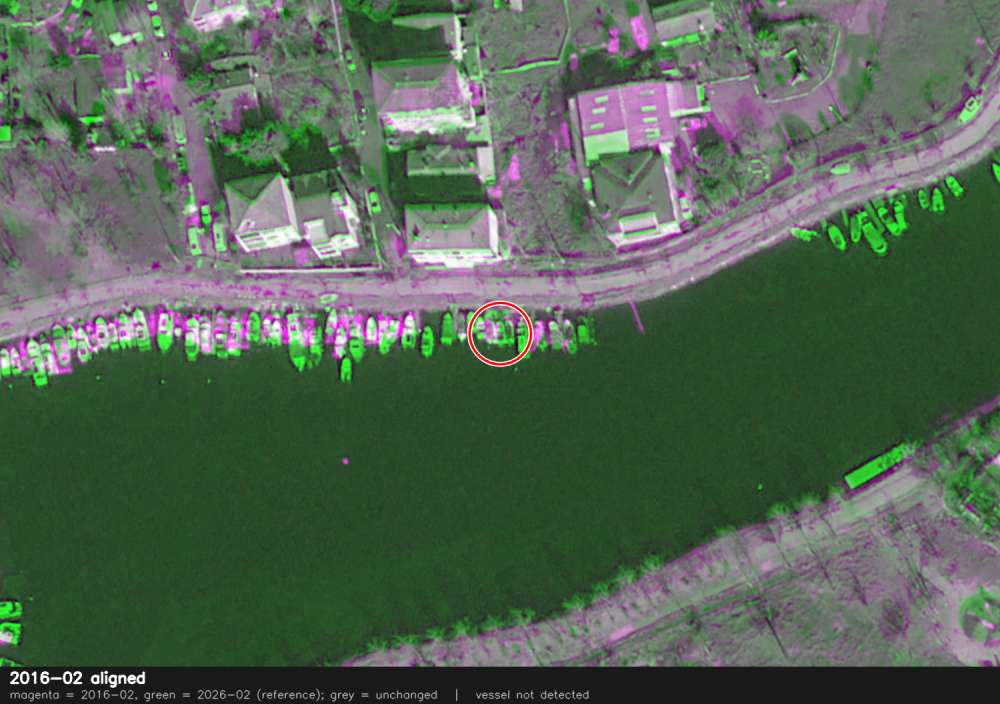 2016-02 aligned
magenta = 2016-02, green = 2026-02 (reference); grey = unchanged | vessel not detected